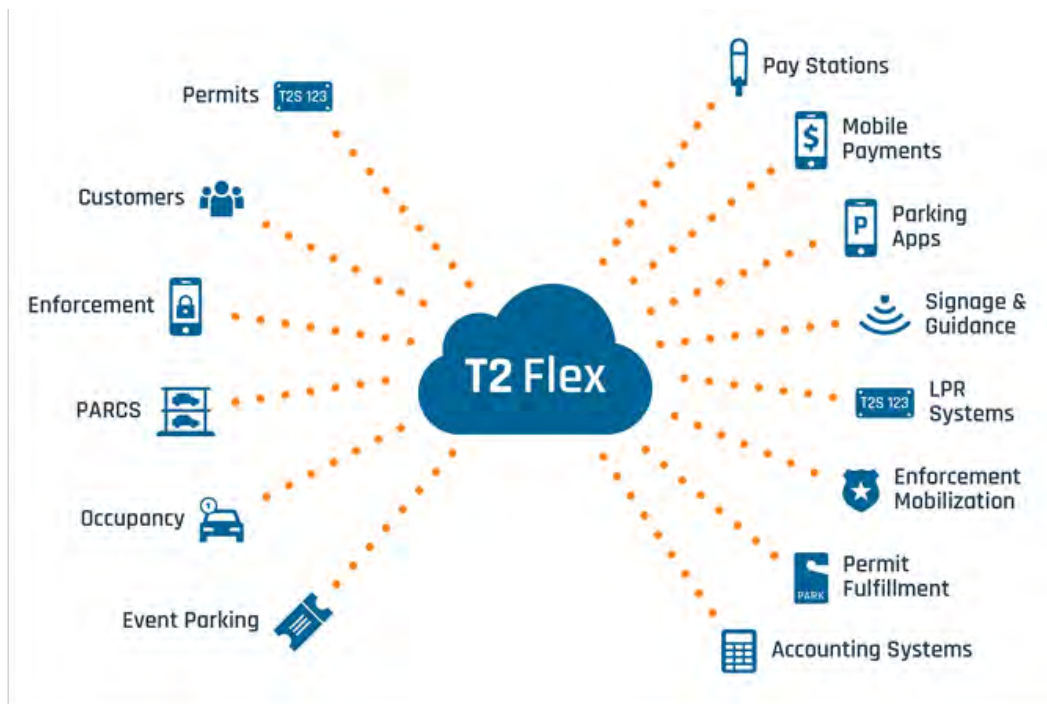 Permits
T2S 123
Customers
Enforcement
PARCS
Occupancy
1
Event Parking
T2 Flex
Pay Stations
$
Mobile
Payments
P
Parking
Apps
Signage &
Guidance
T2S 123
LPR
Systems
Enforcement
Mobilization
PARK
Permit
Fulfillment
Accounting Systems